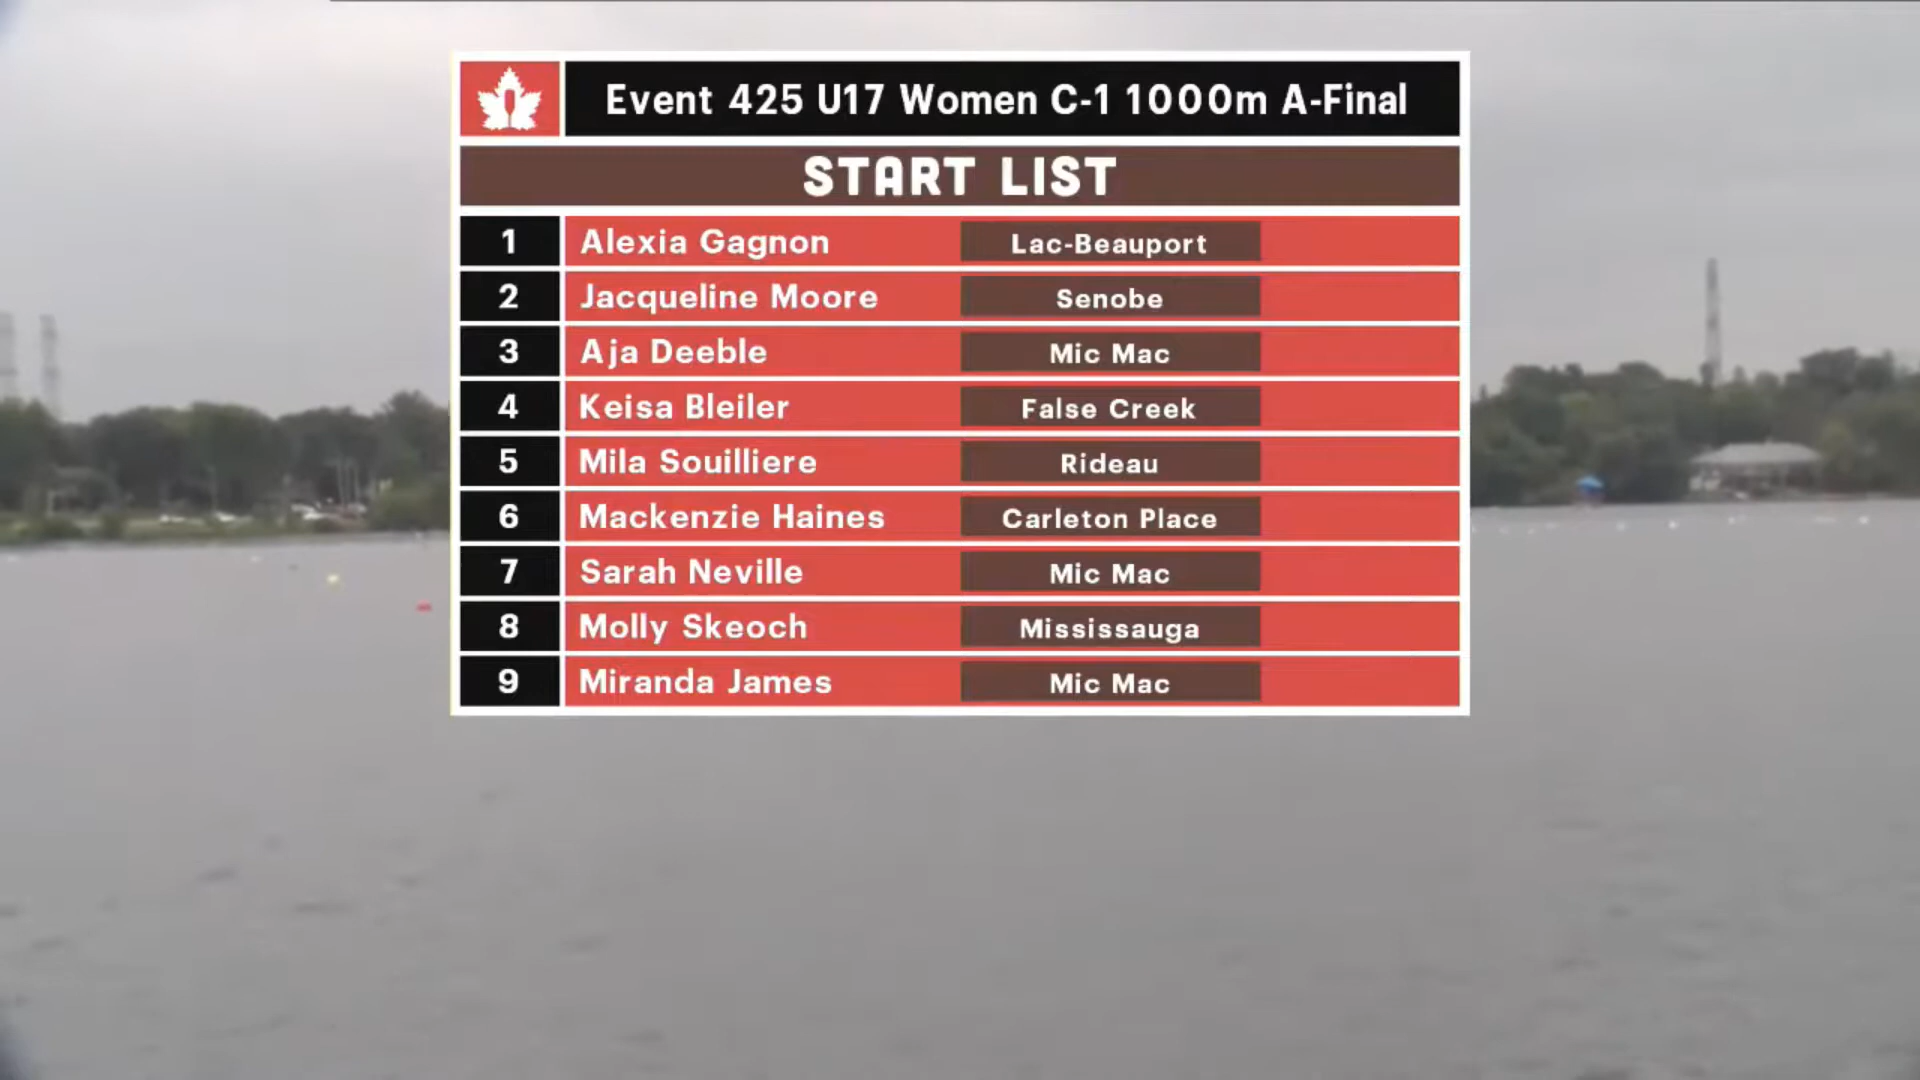 Event 425 U17 Women C-1 1000m A-Final
START LIST
1 Alexia Gagnon Lac-Beauport
2 Jacqueline Moore Senobe
3 Aja Deeble Mic Mac
4 Keisa Bleiler False Creek
5 Mila Souilliere Rideau
6 Mackenzie Haines Carleton Place
7 Sarah Neville Mic Mac
8 Molly Skeoch Mississauga
9 Miranda James Mic Mac